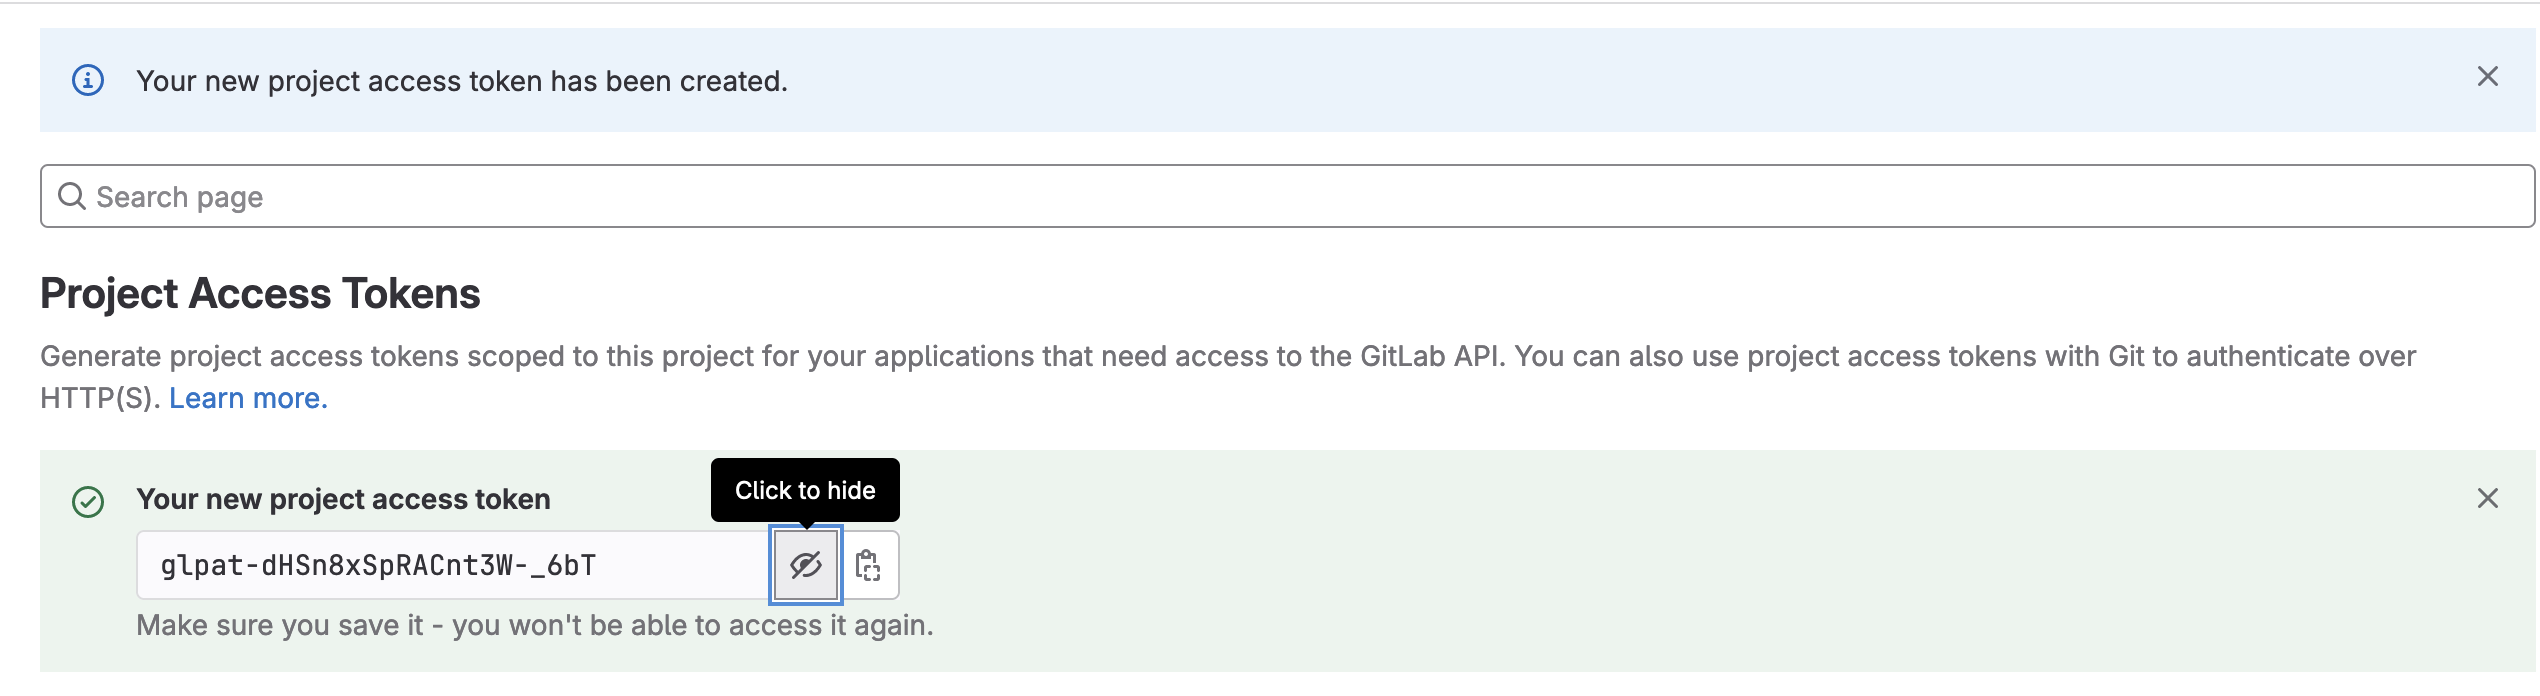 Your new project access token has been created.
Search page
Project Access Tokens
Generate project access tokens scoped to this project for your applications that need access to the GitLab API. You can also use project access tokens with Git to authenticate over
HTTP(S). Learn more.
Click to hide
Your new project access token
glpat-dHSn8xSpRACnt3W-_6bT
Make sure you save it - you won't be able to access it again.